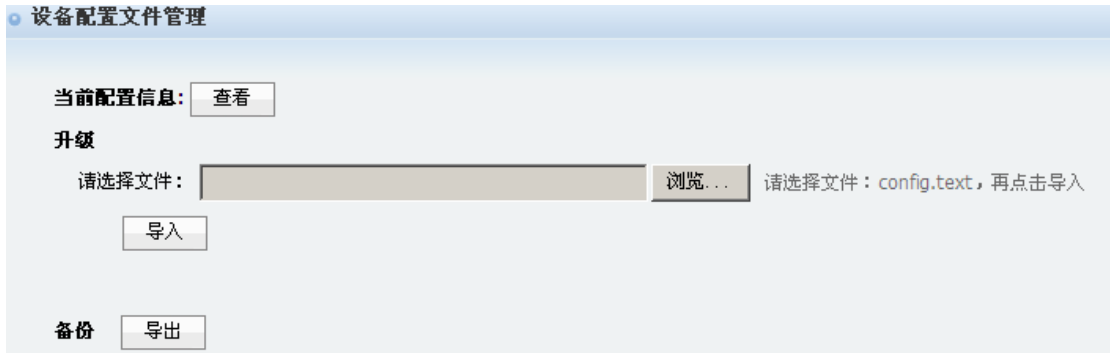 设备配置文件管理
当前配置信息: 查看
升级
请选择文件: 浏览... 请选择文件:config.text,再点击导入
导入
备份 导出